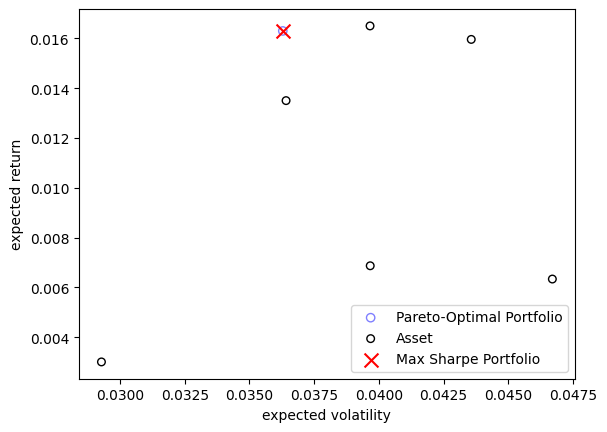 0.016
0.014
0.012
0.010
0.008
0.006
0.004
expected return
Pareto-Optimal Portfolio
Asset
Max Sharpe Portfolio
0.0300 0.0325 0.0350 0.0375 0.0400 0.0425 0.0450 0.0475
expected volatility